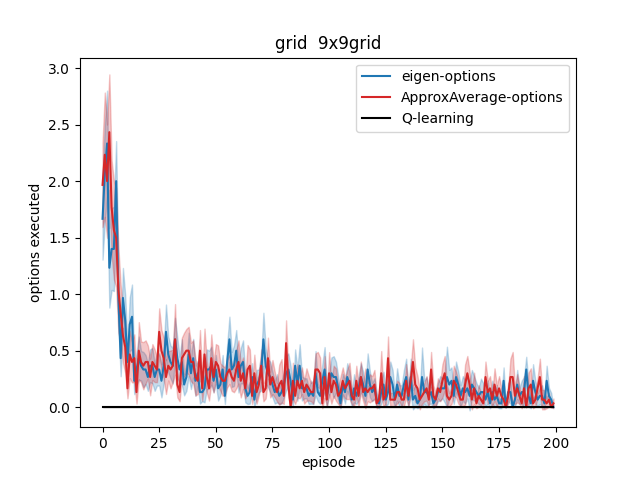 grid  9x9grid
eigen-options
ApproxAverage-options
Q-learning
options executed
3.0
2.5
2.0
1.5
1.0
0.5
0.0
0 25 50 75 100 125 150 175 200
episode